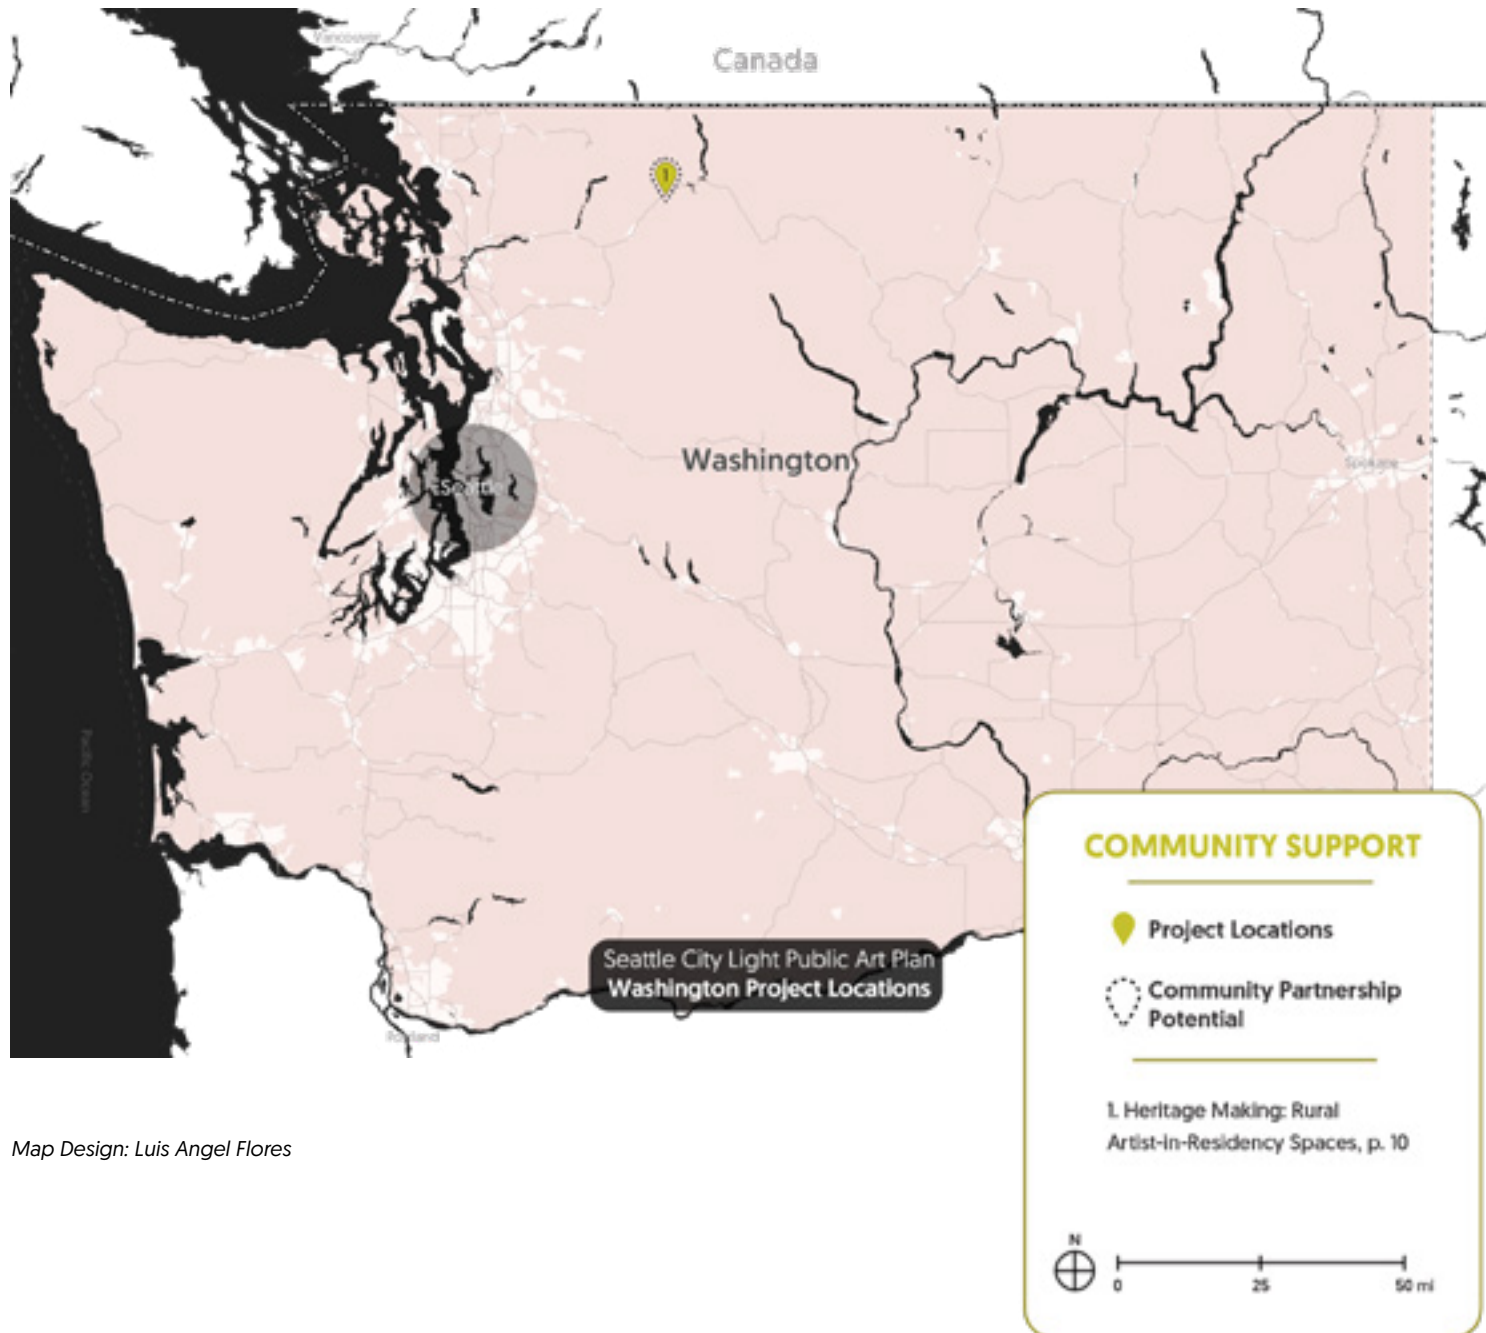 Vancouver
Canada
1
Washington
Seattle
Spokane
Pacific Ocean
Seattle City Light Public Art Plan
Washington Project Locations
Portland
COMMUNITY SUPPORT
Project Locations
Community Partnership
Potential
1. Heritage Making: Rural
Artist-in-Residency Spaces, p. 10
N
0 25 50 mi
Map Design: Luis Angel Flores